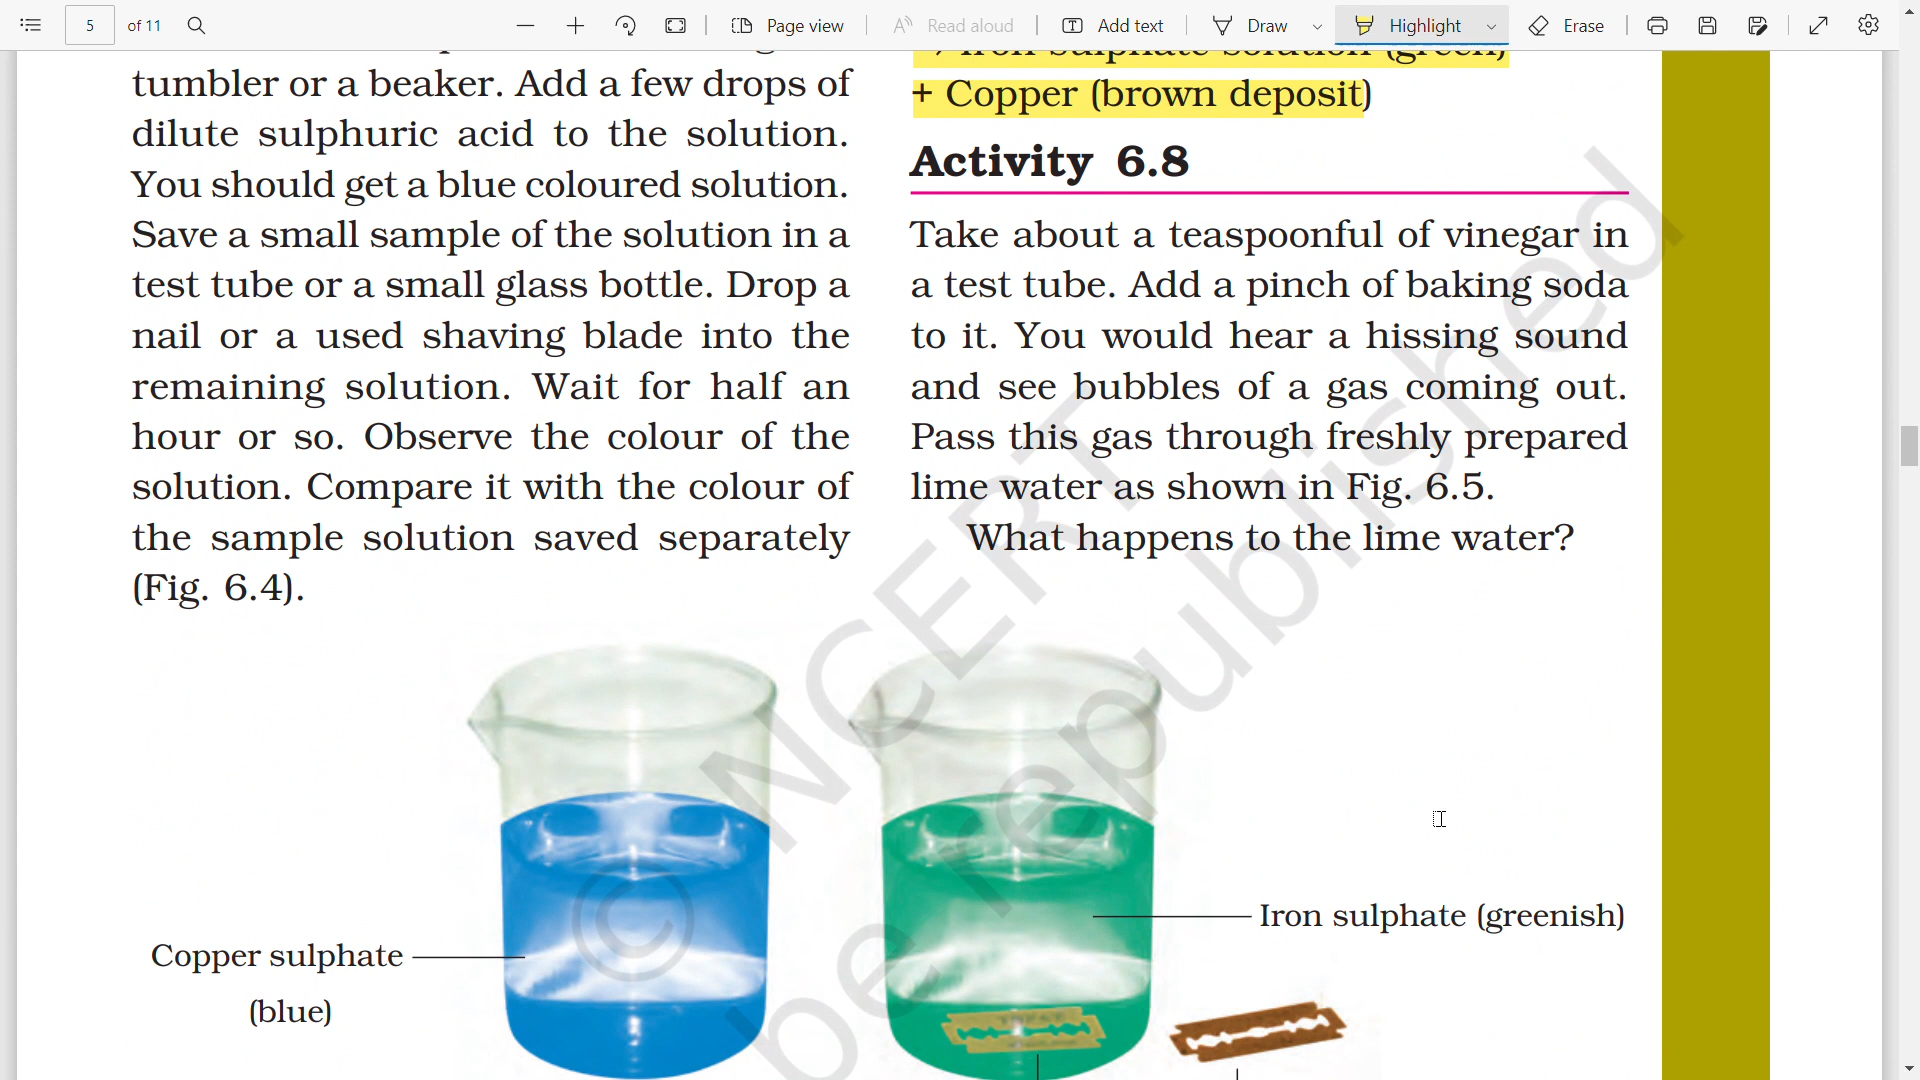 5
of 11
Page view
Read aloud
Add text
Draw
Highlight
Erase
tumbler or a beaker. Add a few drops of
dilute sulphuric acid to the solution.
You should get a blue coloured solution.
Save a small sample of the solution in a
test tube or a small glass bottle. Drop a
nail or a used shaving blade into the
remaining solution. Wait for half an
hour or so. Observe the colour of the
solution. Compare it with the colour of
the sample solution saved separately
(Fig. 6.4).
Iron sulphate solution (green)
+ Copper (brown deposit)
Activity 6.8
Take about a teaspoonful of vinegar in
a test tube. Add a pinch of baking soda
to it. You would hear a hissing sound
and see bubbles of a gas coming out.
Pass this gas through freshly prepared
lime water as shown in Fig. 6.5.
What happens to the lime water?
Copper sulphate
(blue)
Iron sulphate (greenish)
© NCERT
be republished